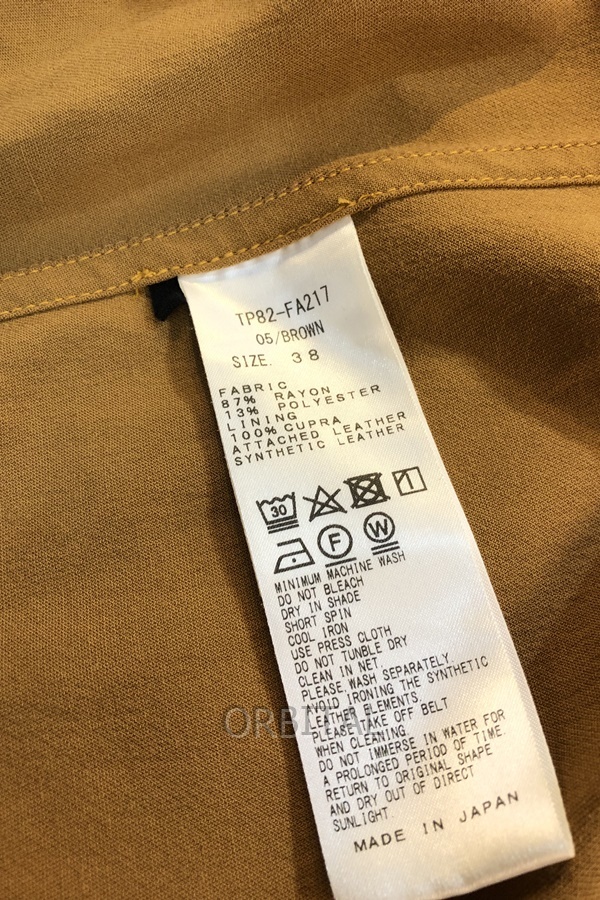 TP82-FA217
05/BROWN
SIZE. 38
FABRIC
87% RAYON
13% POLYESTER
LINING
100% CUPRA
ATTACHED LEATHER
SYNTHETIC LEATHER
30
1
F W
MINIMUM MACHINE WASH
DO NOT BLEACH
DRY IN SHADE
SHORT SPIN
COOL IRON
USE PRESS CLOTH
DO NOT TUNBLE DRY
CLEAN IN NET.
PLEASE WASH SEPARATELY
AVOID IRONING THE SYNTHETIC
LEATHER ELEMENTS.
PLEASE TAKE OFF BELT
WHEN CLEANING.
DO NOT IMMERSE IN WATER FOR
A PROLONGED PERIOD OF TIME.
RETURN TO ORIGINAL SHAPE
AND DRY OUT OF DIRECT
SUNLIGHT.
MADE IN JAPAN
ORBITAL